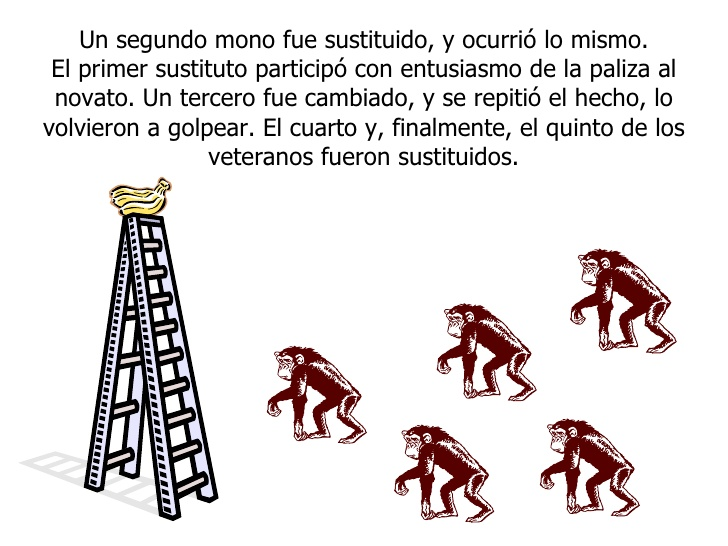 Un segundo mono fue sustituido, y ocurrió lo mismo.
El primer sustituto participó con entusiasmo de la paliza al
novato. Un tercero fue cambiado, y se repitió el hecho, lo
volvieron a golpear. El cuarto y, finalmente, el quinto de los
veteranos fueron sustituidos.